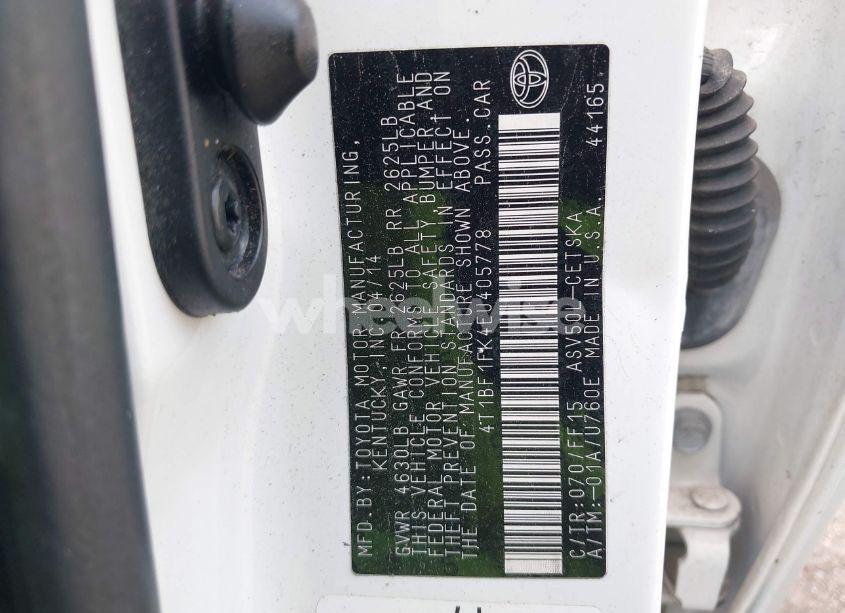 MFD.BY:TOYOTA MOTOR MANUFACTURING,
KENTUCKY,INC. 04/14
GVWR 4630LB GAWR FR 2625LB RR 2625LB
THIS VEHICLE CONFORMS TO ALL APPLICABLE
FEDERAL MOTOR VEHICLE SAFETY, BUMPER, AND
THEFT PREVENTION STANDARDS IN EFFECT ON
THE DATE OF MANUFACTURE SHOWN ABOVE.
PASS.CAR
C/TR:070/FF15 ASV50L-CETSKA
A/TM:-01A/U760E MADE IN U.S.A. 44165
wheelwise